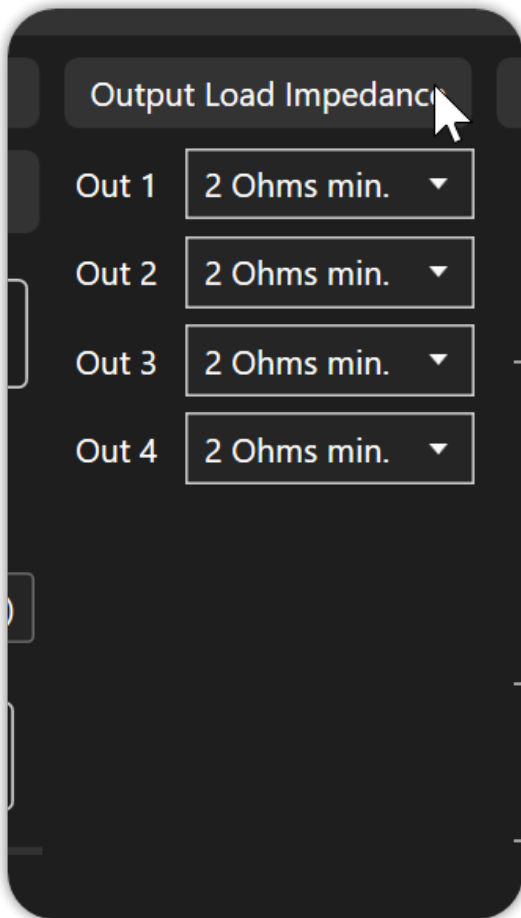 Output Load Impedance
Out 1 2 Ohms min.
Out 2 2 Ohms min.
Out 3 2 Ohms min.
Out 4 2 Ohms min.
)